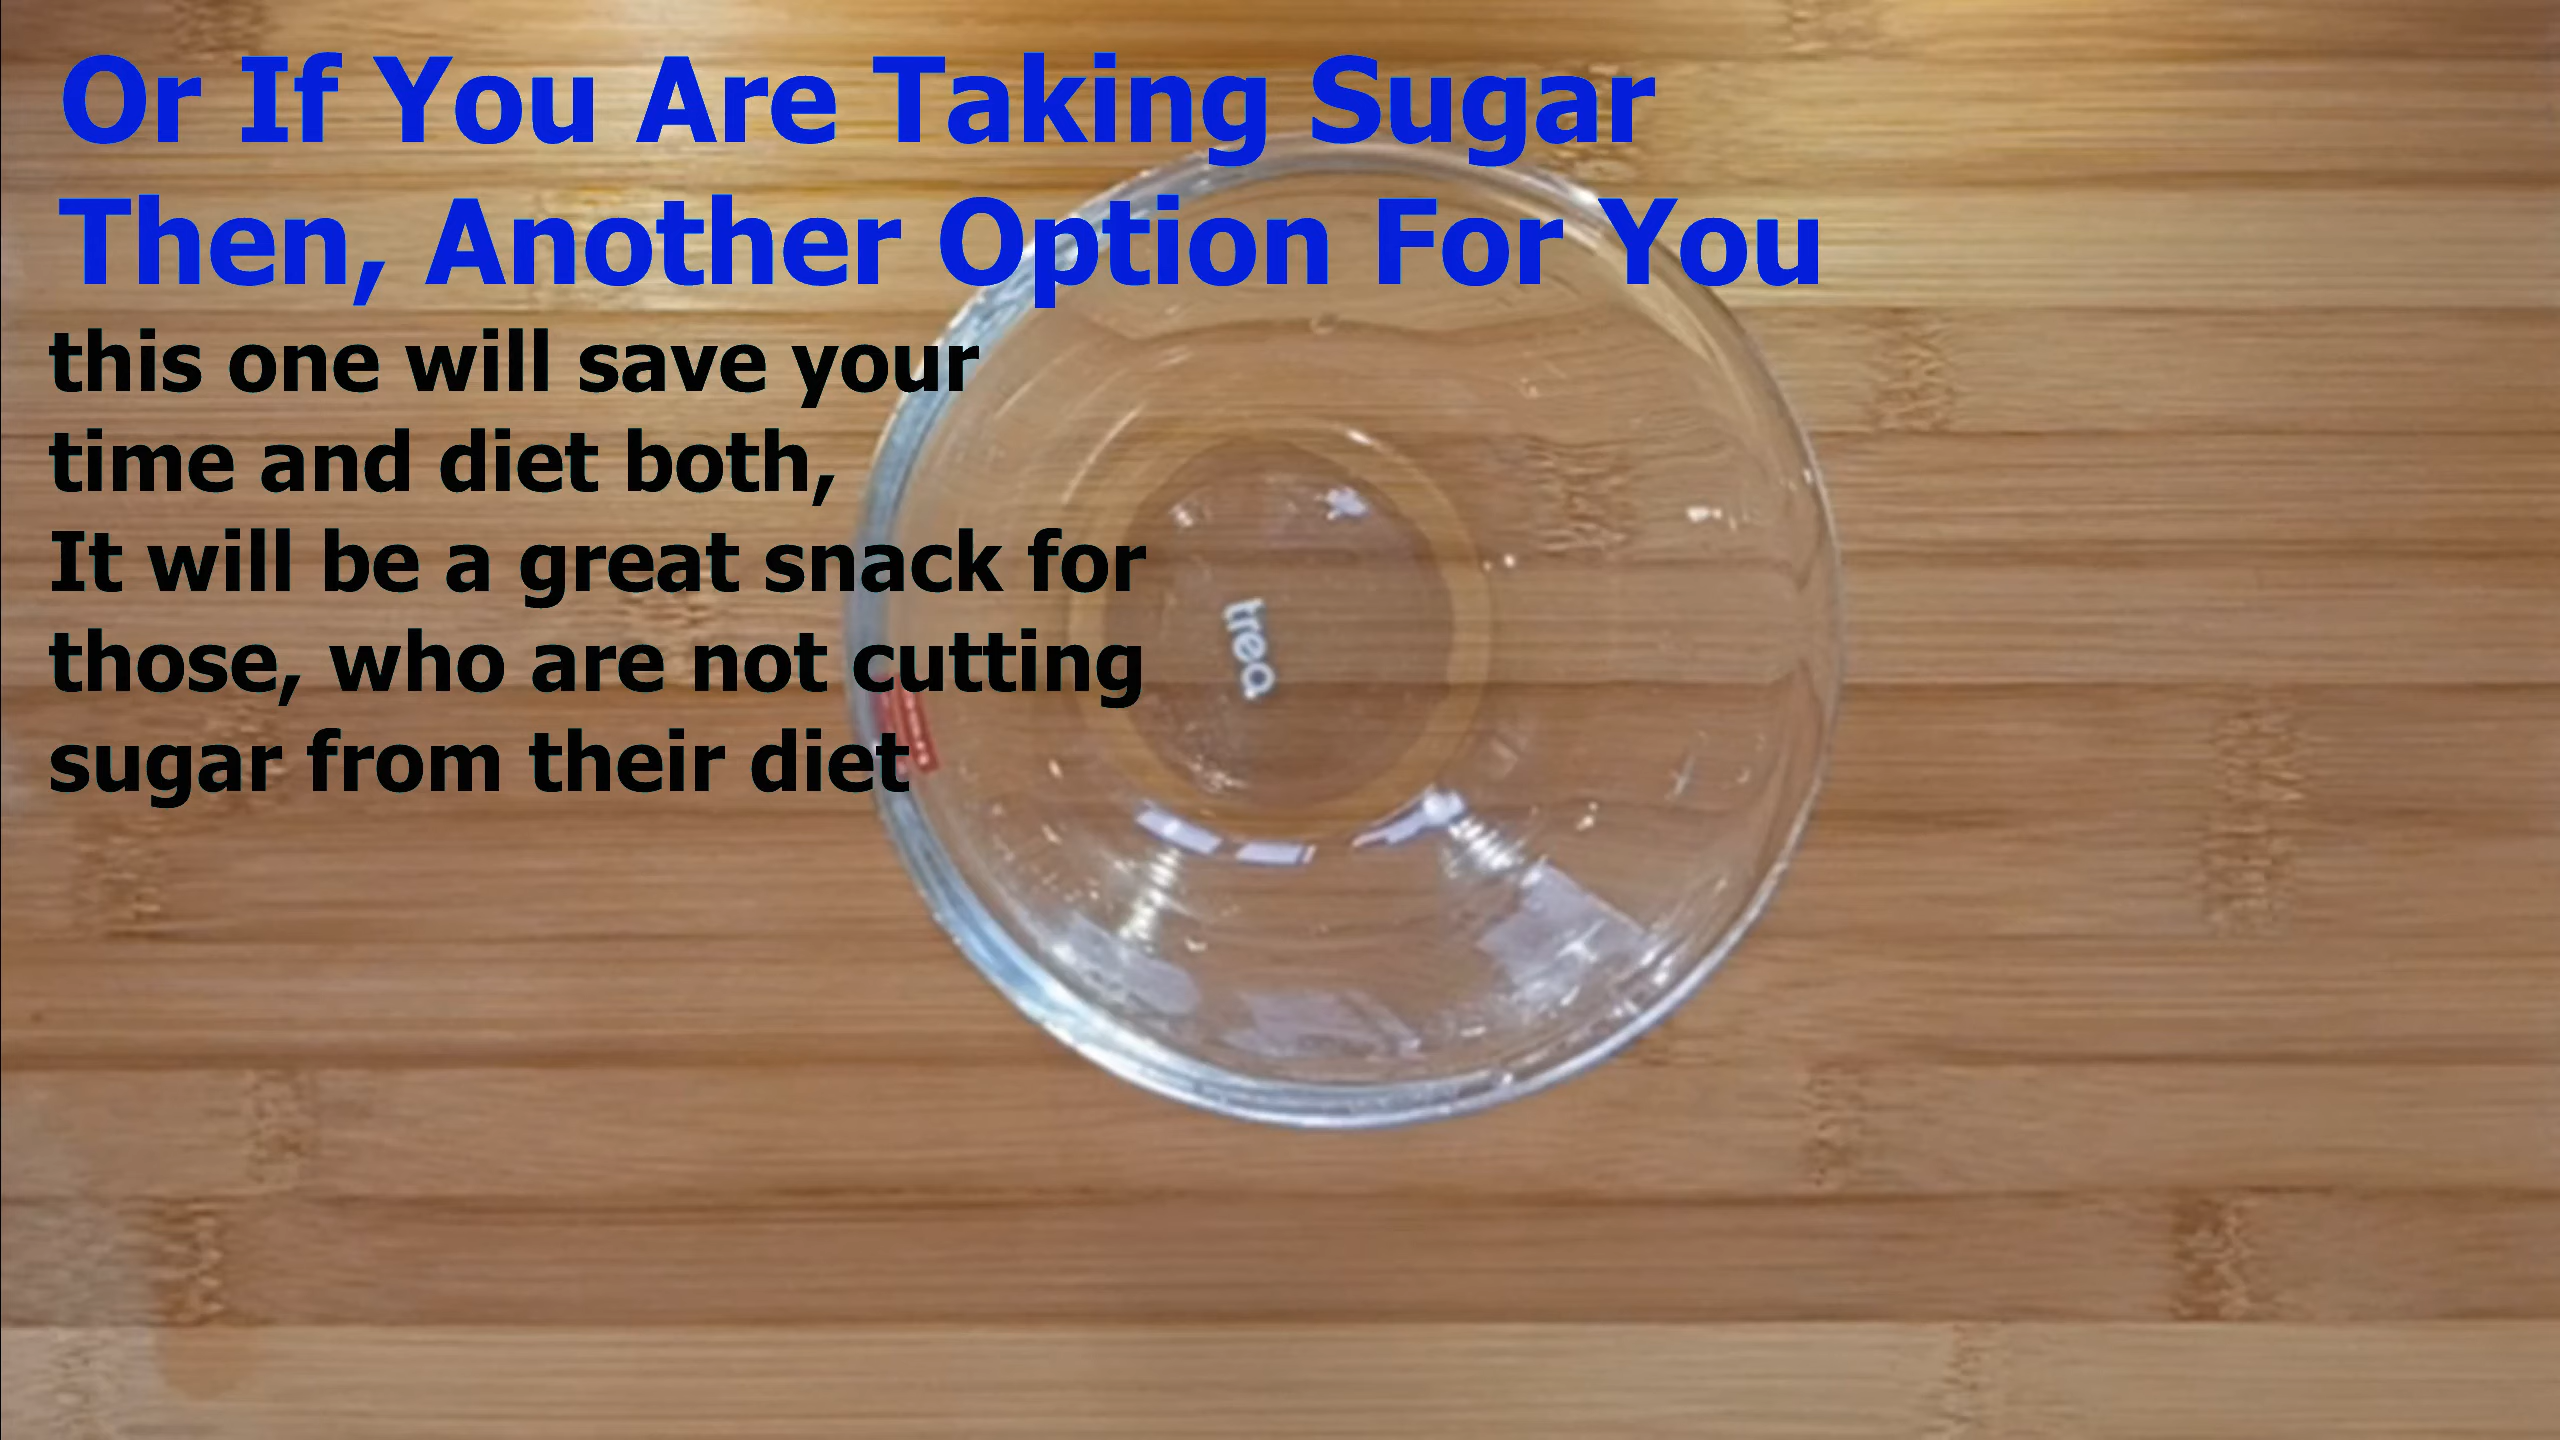 Or If You Are Taking Sugar
Then, Another Option For You
this one will save your
time and diet both,
It will be a great snack for
those, who are not cutting
sugar from their diet
treo